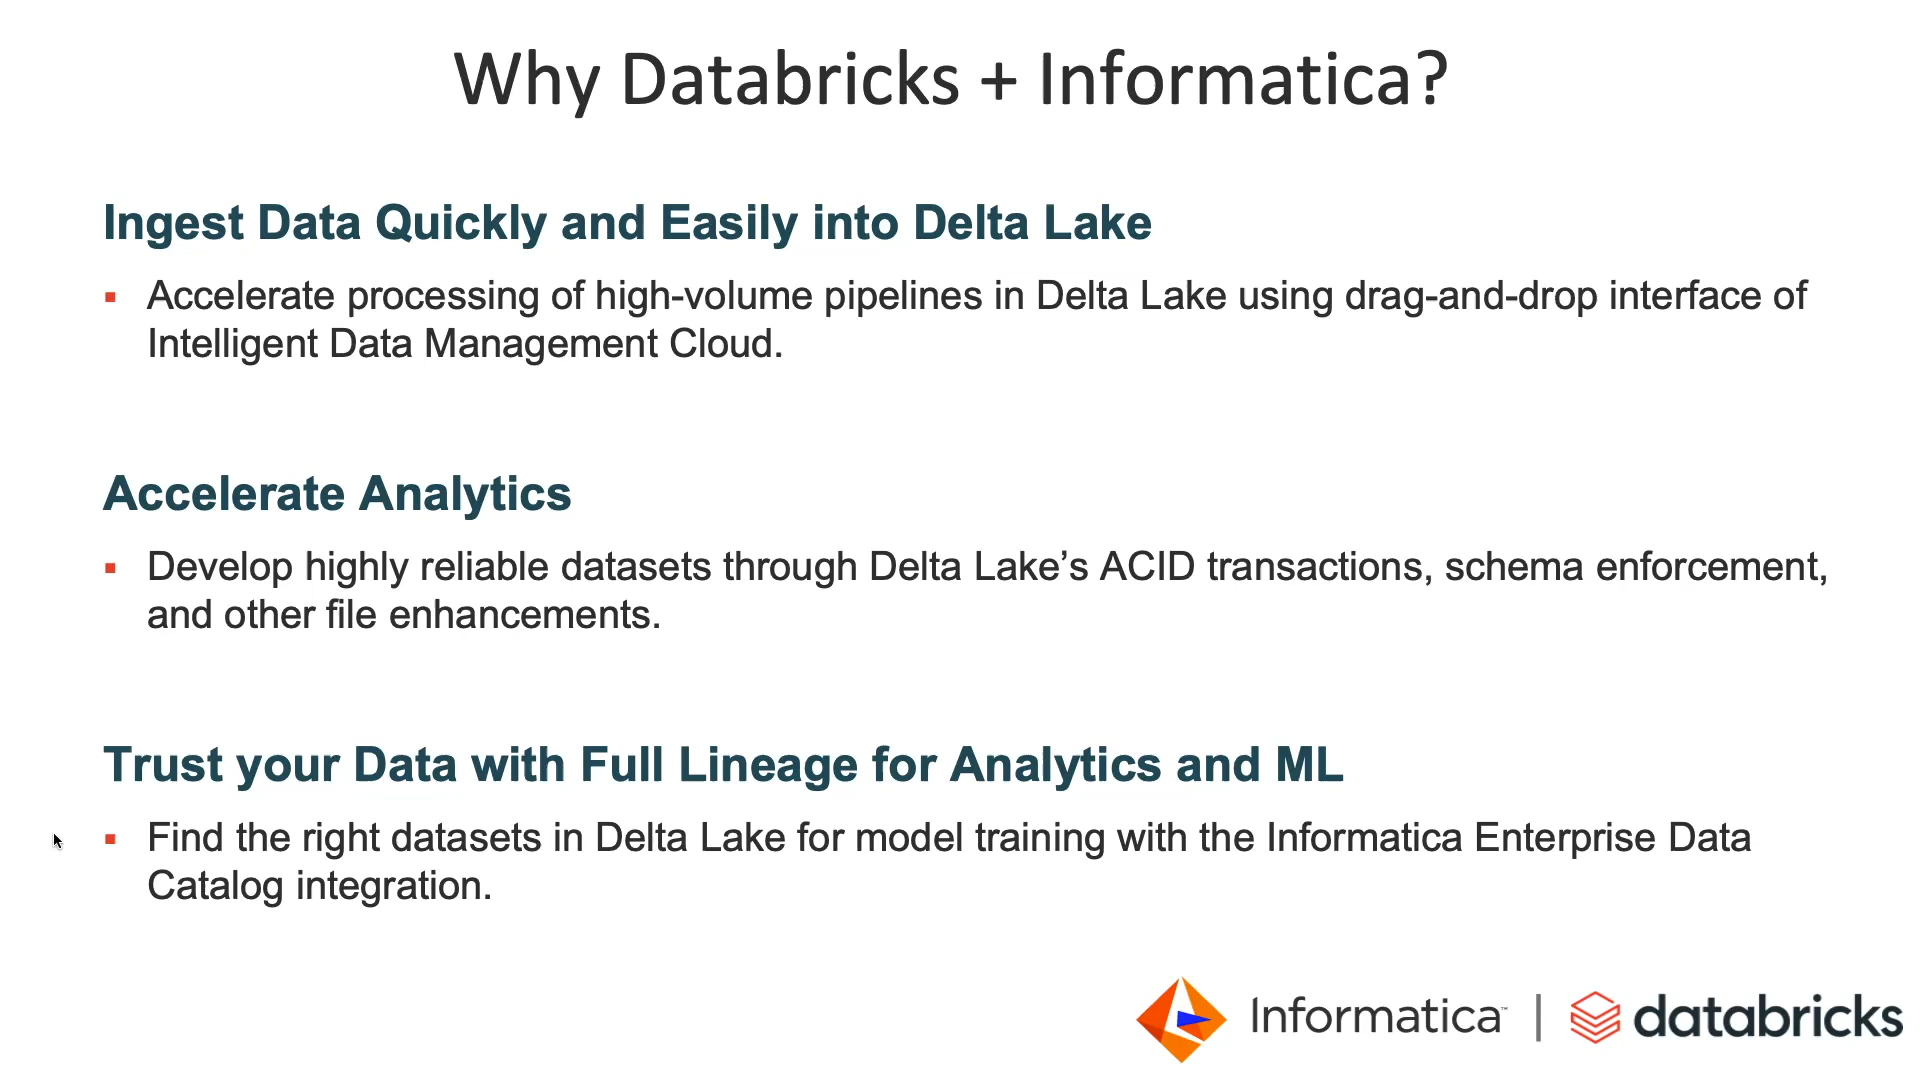 Why Databricks + Informatica?
Ingest Data Quickly and Easily into Delta Lake
▪ Accelerate processing of high-volume pipelines in Delta Lake using drag-and-drop interface of
Intelligent Data Management Cloud.
Accelerate Analytics
▪ Develop highly reliable datasets through Delta Lake’s ACID transactions, schema enforcement,
and other file enhancements.
Trust your Data with Full Lineage for Analytics and ML
▪ Find the right datasets in Delta Lake for model training with the Informatica Enterprise Data
Catalog integration.
Informatica™ | databricks